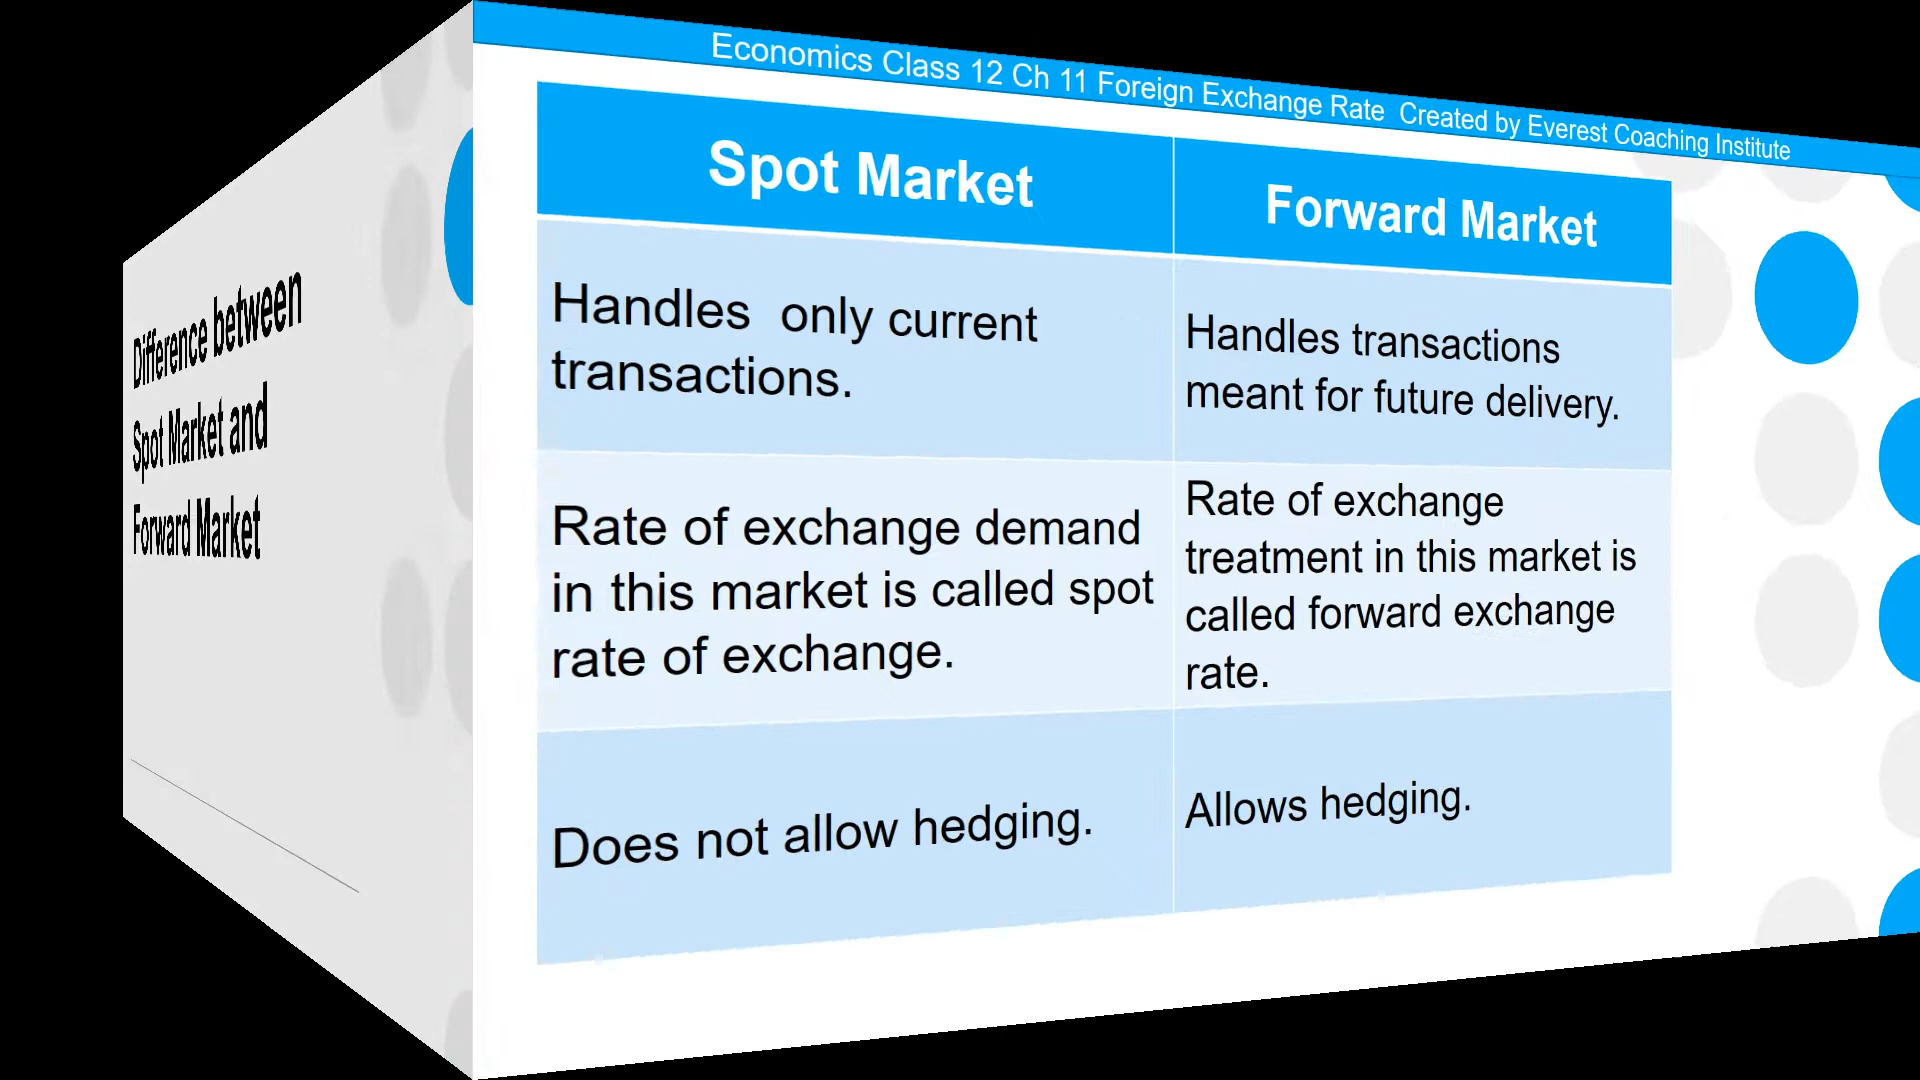 Economics Class 12 Ch 11 Foreign Exchange Rate Created by Everest Coaching Institute
Difference between
Spot Market and
Forward Market
Spot Market
Forward Market
Handles only current
transactions.
Handles transactions
meant for future delivery.
Rate of exchange demand
in this market is called spot
rate of exchange.
Rate of exchange
treatment in this market is
called forward exchange
rate.
Does not allow hedging.
Allows hedging.